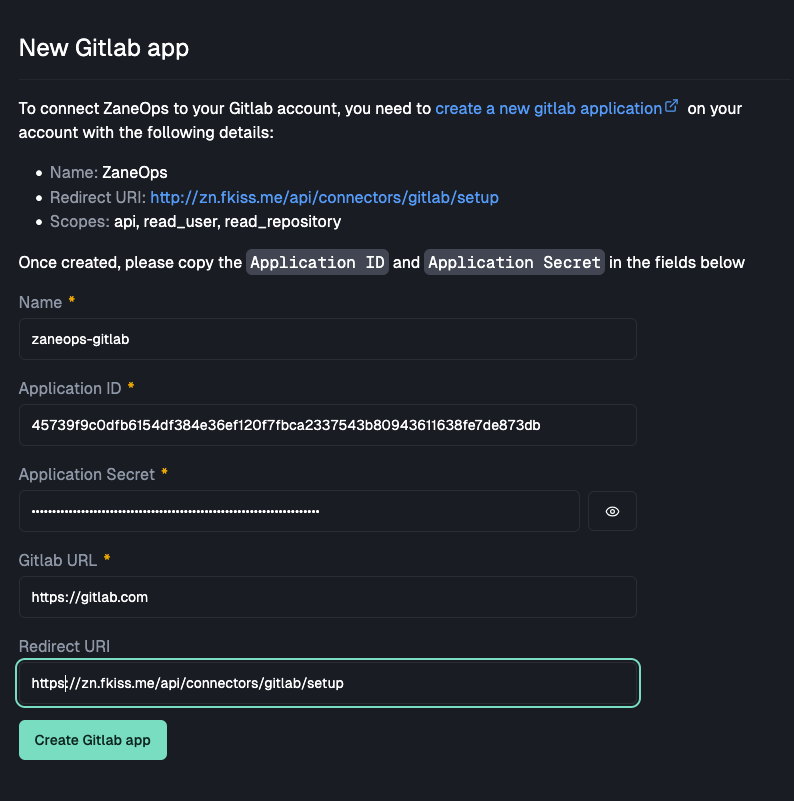 New Gitlab app
To connect ZaneOps to your Gitlab account, you need to create a new gitlab application on your
account with the following details:
• Name: ZaneOps
• Redirect URI: http://zn.fkiss.me/api/connectors/gitlab/setup
• Scopes: api, read_user, read_repository
Once created, please copy the Application ID and Application Secret in the fields below
Name *
zaneops-gitlab
Application ID *
45739f9c0dfb6154df384e36ef120f7fbca2337543b80943611638fe7de873db
Application Secret *
Gitlab URL *
https://gitlab.com
Redirect URI
https://zn.fkiss.me/api/connectors/gitlab/setup
Create Gitlab app